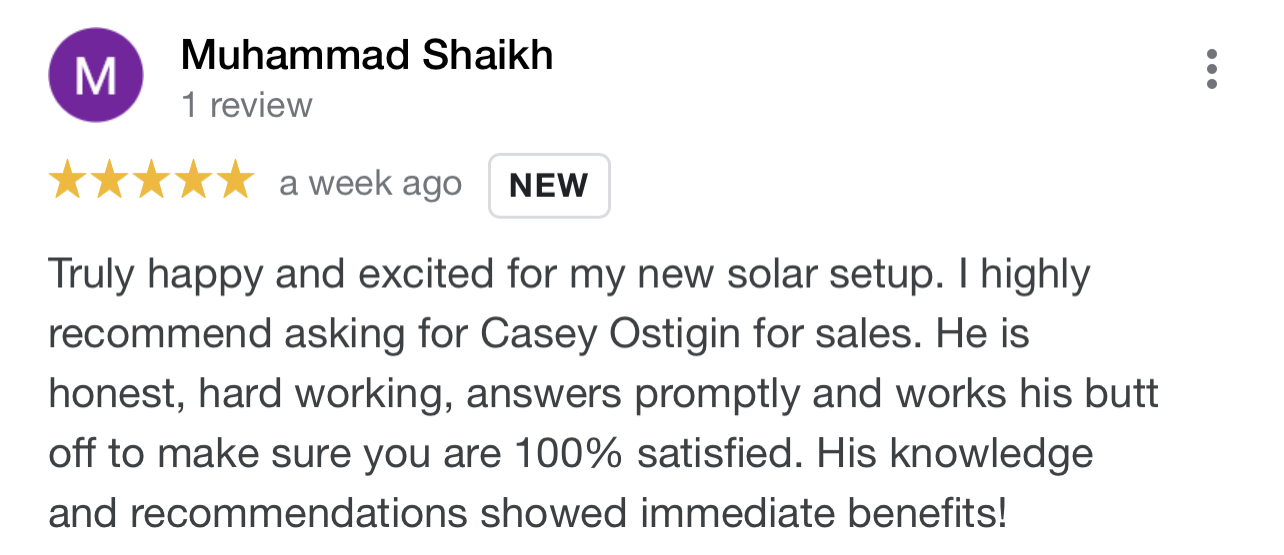 M
Muhammad Shaikh
1 review
★★★★★ a week ago NEW
Truly happy and excited for my new solar setup. I highly
recommend asking for Casey Ostigin for sales. He is
honest, hard working, answers promptly and works his butt
off to make sure you are 100% satisfied. His knowledge
and recommendations showed immediate benefits!